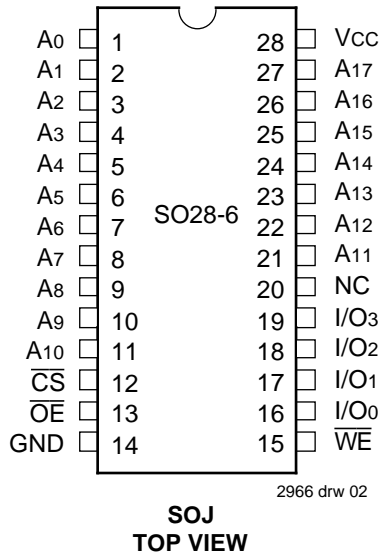 A0 1 28 VCC
A1 2 27 A17
A2 3 26 A16
A3 4 25 A15
A4 5 24 A14
A5 6 23 A13
SO28-6
A6 7 22 A12
A7 8 21 A11
A8 9 20 NC
A9 10 19 I/O3
A10 11 18 I/O2
C̅S̅ 12 17 I/O1
O̅E̅ 13 16 I/O0
GND 14 15 W̅E̅
2966 drw 02
SOJ
TOP VIEW